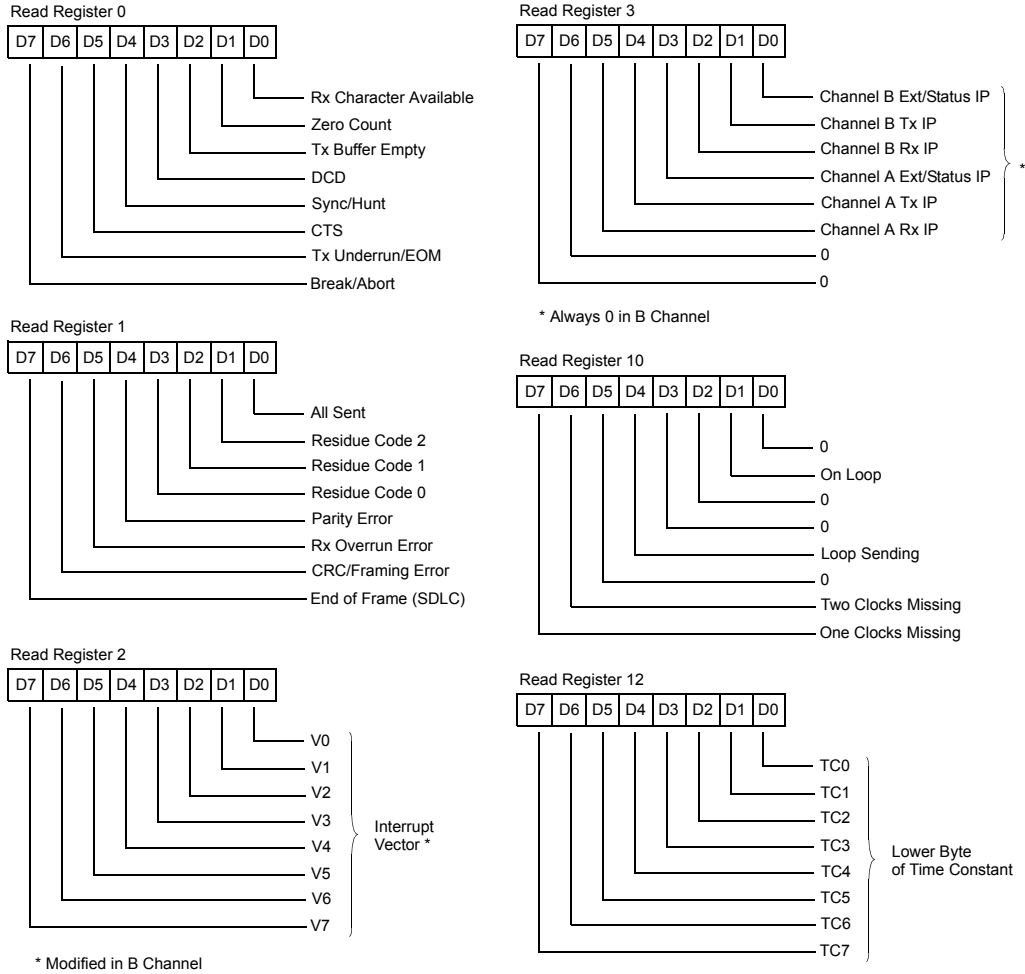 Read Register 0
D7 D6 D5 D4 D3 D2 D1 D0
Rx Character Available
Zero Count
Tx Buffer Empty
DCD
Sync/Hunt
CTS
Tx Underrun/EOM
Break/Abort
Read Register 1
D7 D6 D5 D4 D3 D2 D1 D0
All Sent
Residue Code 2
Residue Code 1
Residue Code 0
Parity Error
Rx Overrun Error
CRC/Framing Error
End of Frame (SDLC)
Read Register 2
D7 D6 D5 D4 D3 D2 D1 D0
V0
V1
V2
V3
V4
V5
V6
V7
Interrupt
Vector *
* Modified in B Channel
Read Register 3
D7 D6 D5 D4 D3 D2 D1 D0
Channel B Ext/Status IP
Channel B Tx IP
Channel B Rx IP
Channel A Ext/Status IP
Channel A Tx IP
Channel A Rx IP
0
0
*
* Always 0 in B Channel
Read Register 10
D7 D6 D5 D4 D3 D2 D1 D0
0
On Loop
0
0
Loop Sending
0
Two Clocks Missing
One Clocks Missing
Read Register 12
D7 D6 D5 D4 D3 D2 D1 D0
TC0
TC1
TC2
TC3
TC4
TC5
TC6
TC7
Lower Byte
of Time Constant